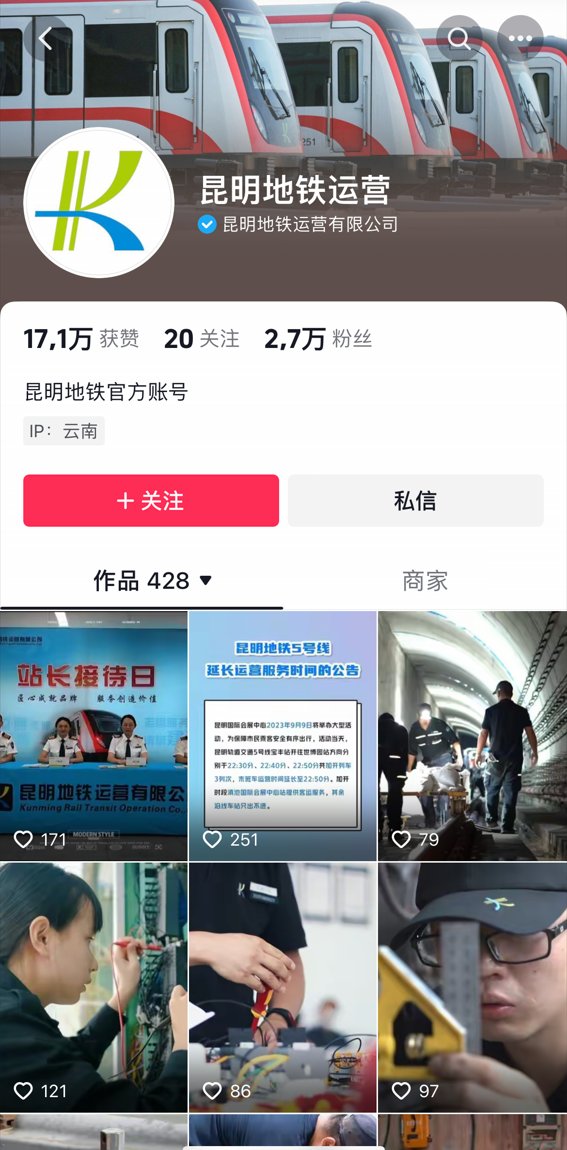 251
昆明地铁运营
昆明地铁运营有限公司
17,1万 获赞 20 关注 2,7万 粉丝
昆明地铁官方账号
IP：云南
＋ 关注
私信
作品 428
商家
站长接待日
匠心成就品牌 服务创造价值
昆明地铁运营有限公
Kunming Rail Transit Operation Co.
MODERN STYLE
171
昆明地铁5号线
延长运营服务时间的公告
昆明国际会展中心2023年9月9日将举办大型活
动，为保障市民乘客安全有序出行，活动当天，
昆明轨道交通5号线宝丰站开往世博园站方向分
别于22:30分、22:40分、22:50分共加开列车
3列次，末班车运营时间延长至22:50分。加开
时段滇池国际会展中心站提供客运服务，其余
沿线车站只出不进。
251
79
121
86
97